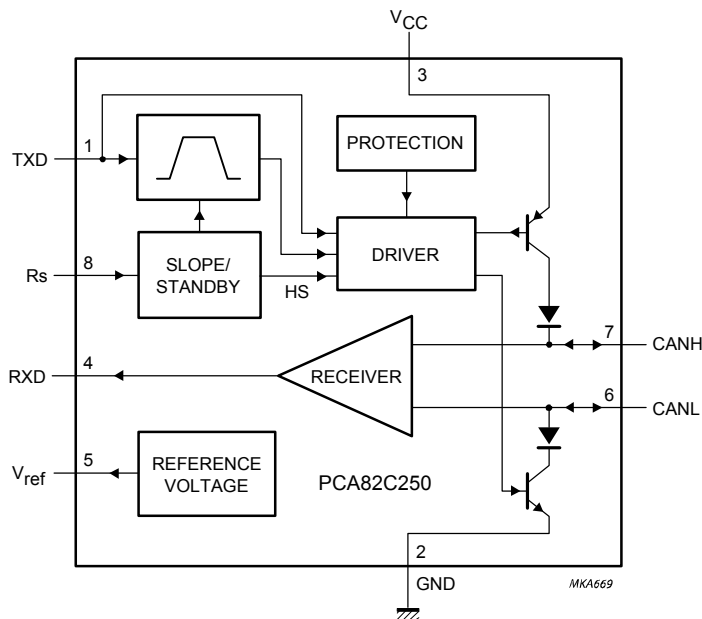 VCC
3
1
TXD
PROTECTION
8
Rs
SLOPE/
STANDBY
HS
DRIVER
7
CANH
4
RXD
RECEIVER
6
CANL
5
Vref
REFERENCE
VOLTAGE
PCA82C250
2
GND
MKA669